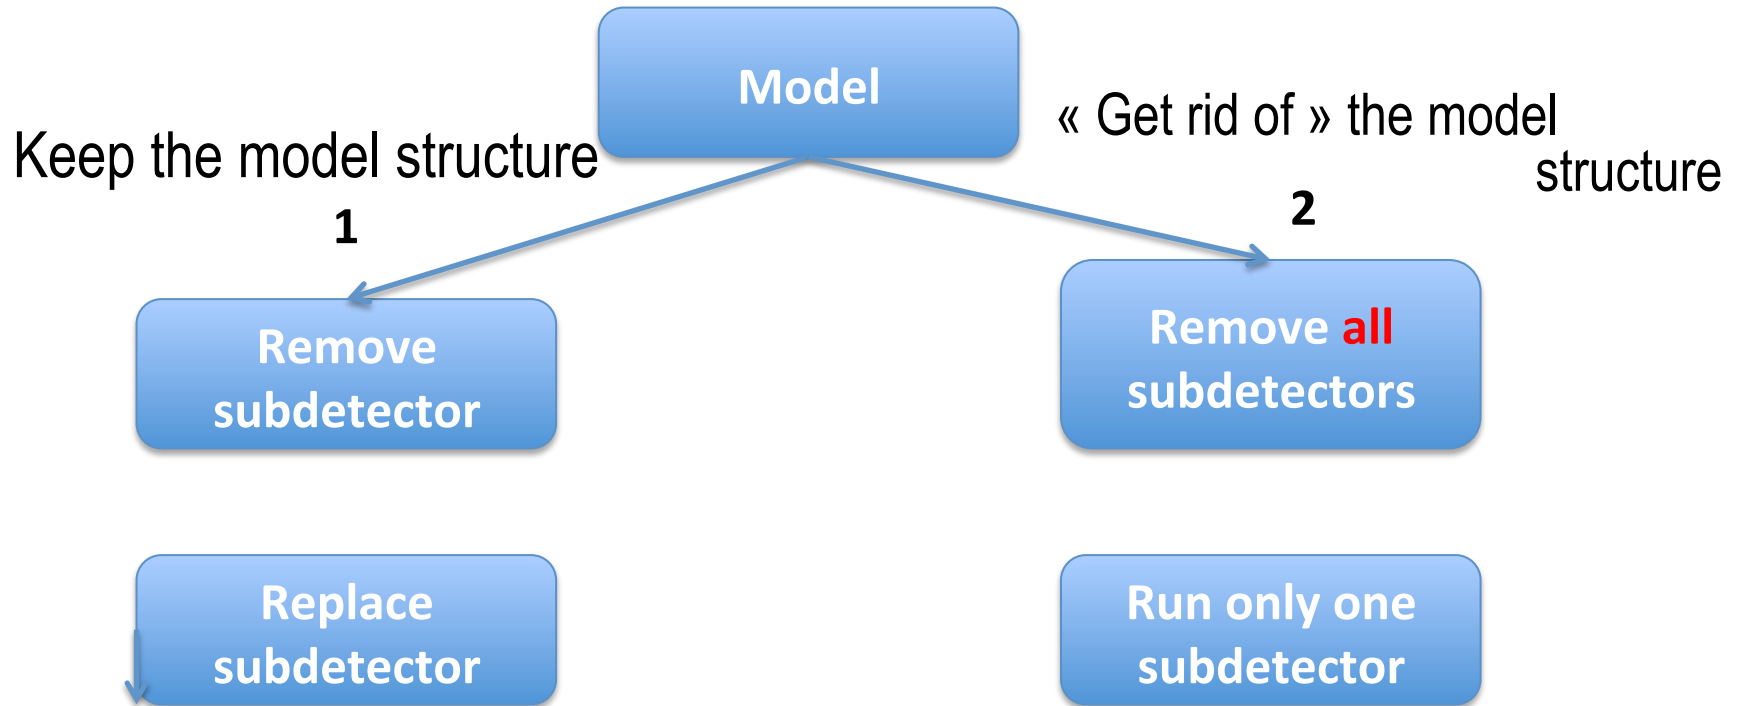 Model
Keep the model structure
« Get rid of » the model
structure
1
2
Remove
subdetector
Remove all
subdetectors
Replace
subdetector
Run only one
subdetector